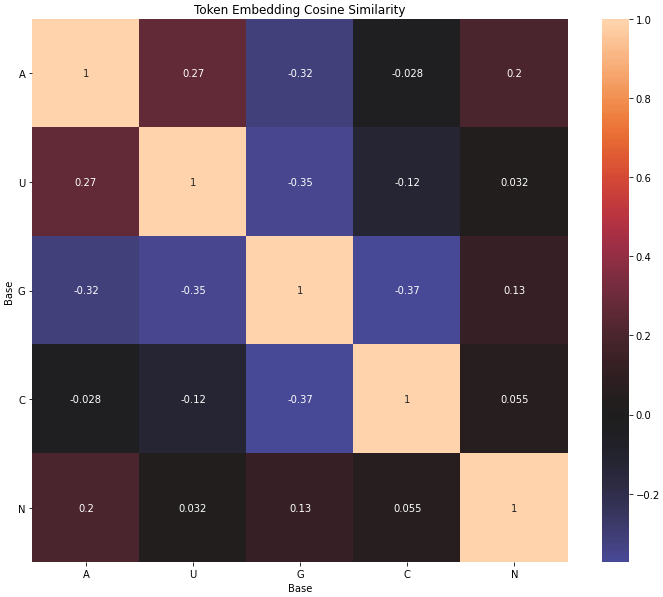 Token Embedding Cosine Similarity
A 1 0.27 -0.32 -0.028 0.2
U 0.27 1 -0.35 -0.12 0.032
G -0.32 -0.35 1 -0.37 0.13
C -0.028 -0.12 -0.37 1 0.055
N 0.2 0.032 0.13 0.055 1
A U G C N
Base
Base
1.0
0.8
0.6
0.4
0.2
0.0
−0.2